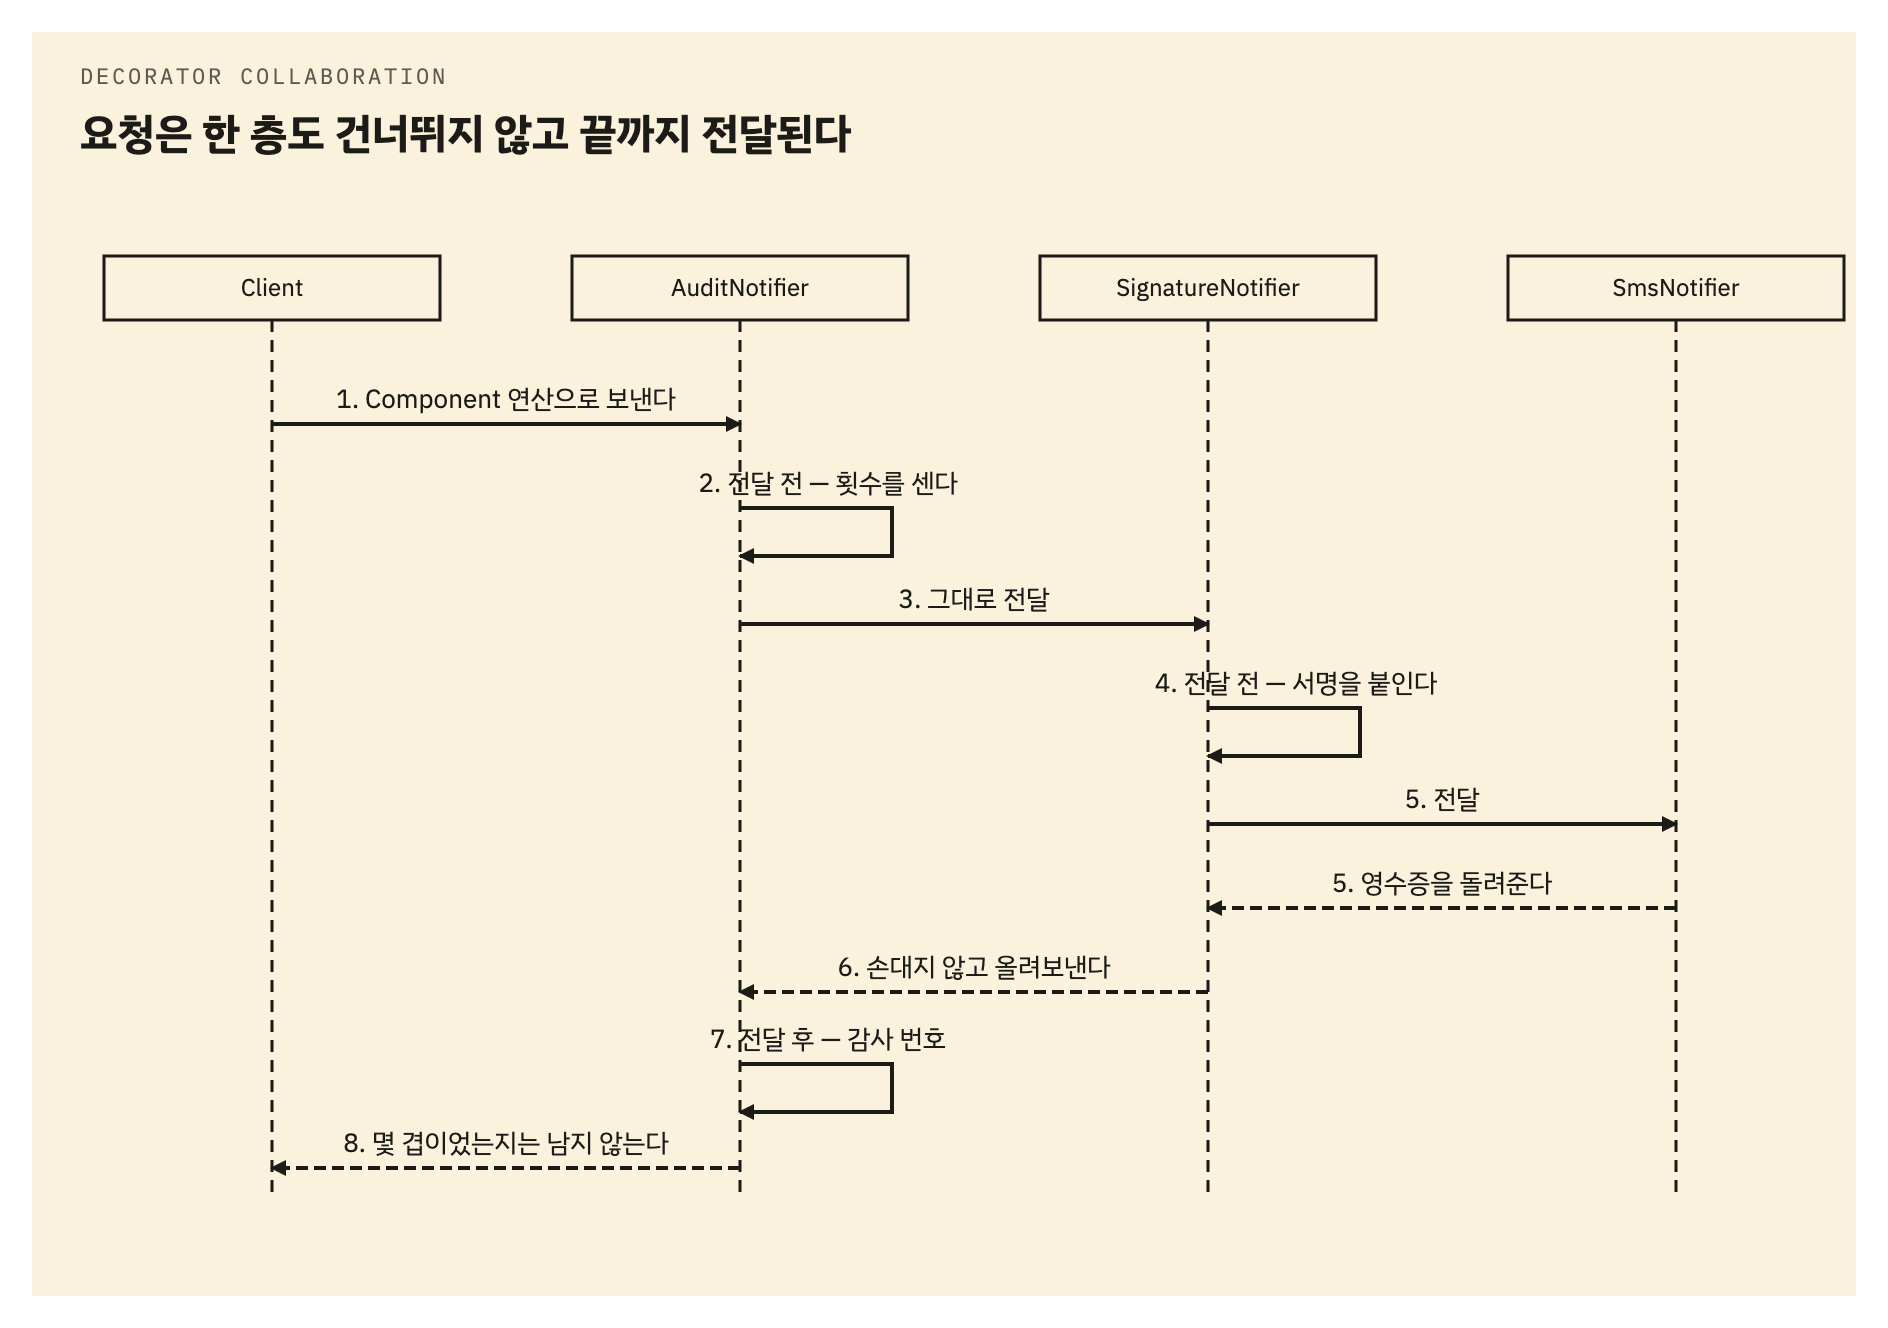 DECORATOR COLLABORATION
요청은 한 층도 건너뛰지 않고 끝까지 전달된다
Client
AuditNotifier
SignatureNotifier
SmsNotifier
1. Component 연산으로 보낸다
2. 전달 전 — 횟수를 센다
3. 그대로 전달
4. 전달 전 — 서명을 붙인다
5. 전달
5. 영수증을 돌려준다
6. 손대지 않고 올려보낸다
7. 전달 후 — 감사 번호
8. 몇 겹이었는지는 남지 않는다